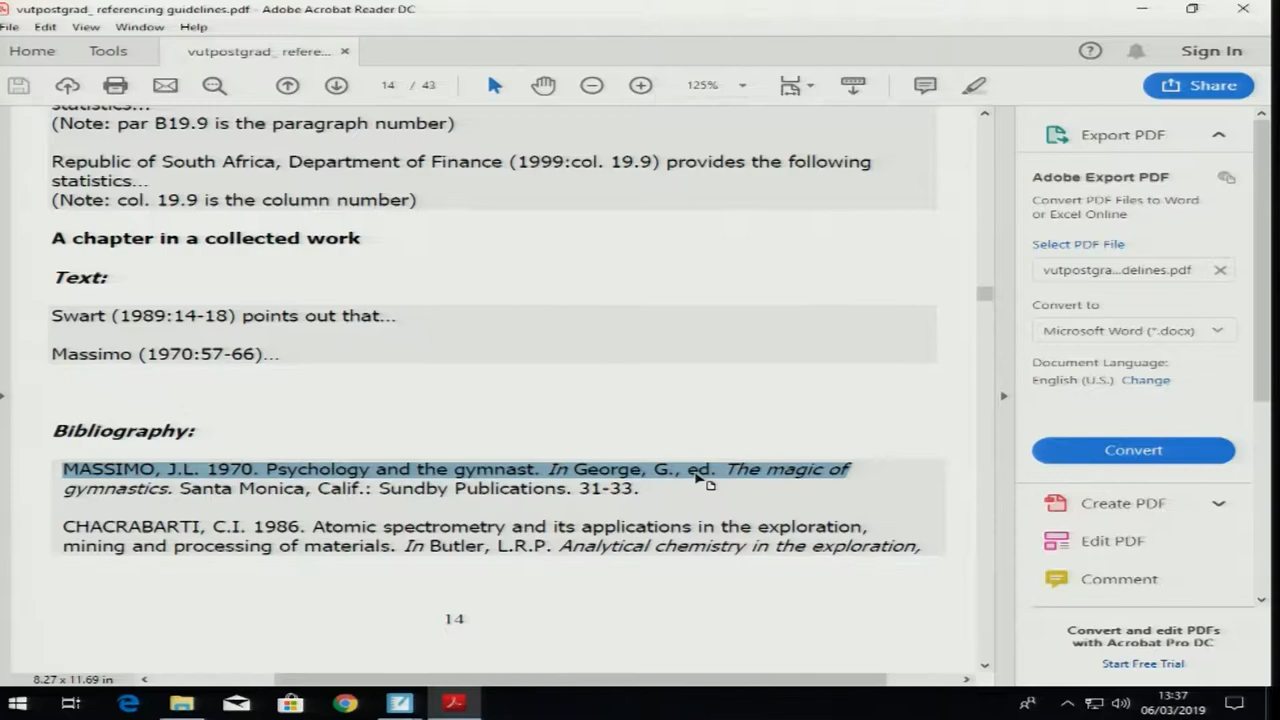 vutpostgrad_ referencing guidelines.pdf - Adobe Acrobat Reader DC
File Edit View Window Help
Home Tools vutpostgrad_ refere... × Sign In
14 / 43 125% Share
statistics...
(Note: par B19.9 is the paragraph number)
Republic of South Africa, Department of Finance (1999:col. 19.9) provides the following
statistics...
(Note: col. 19.9 is the column number)
A chapter in a collected work
Text:
Swart (1989:14-18) points out that...
Massimo (1970:57-66)...
Bibliography:
MASSIMO, J.L. 1970. Psychology and the gymnast. In George, G., ed. The magic of
gymnastics. Santa Monica, Calif.: Sundby Publications. 31-33.
CHACRABARTI, C.I. 1986. Atomic spectrometry and its applications in the exploration,
mining and processing of materials. In Butler, L.R.P. Analytical chemistry in the exploration,
14
8.27 x 11.69 in
Export PDF
Adobe Export PDF
Convert PDF Files to Word
or Excel Online
Select PDF File
vutpostgra...delines.pdf
Convert to
Microsoft Word (*.docx)
Document Language:
English (U.S.) Change
Convert
Create PDF
Edit PDF
Comment
Convert and edit PDFs
with Acrobat Pro DC
Start Free Trial
13:37
06/03/2019